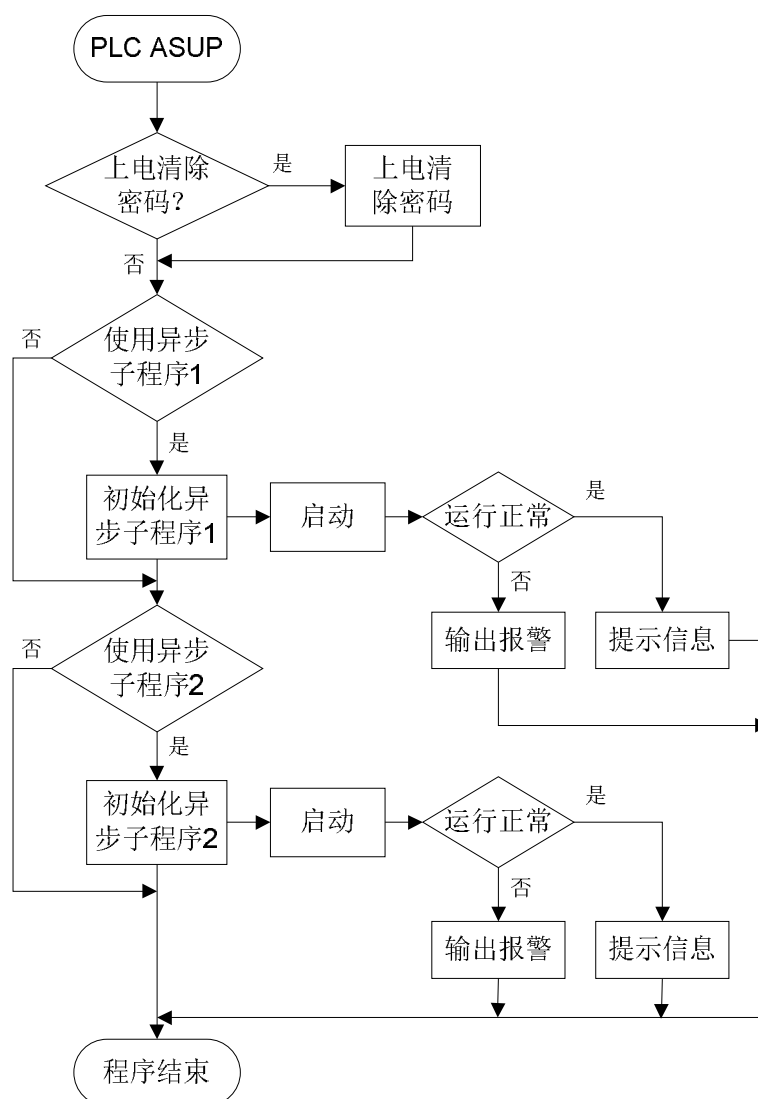 PLC ASUP
上电清除
密码？
是
上电清
除密码
否
否
使用异步
子程序1
是
初始化异
步子程序1
启动
运行正常
是
否
输出报警
提示信息
否
使用异步
子程序2
是
初始化异
步子程序2
启动
运行正常
是
否
输出报警
提示信息
程序结束